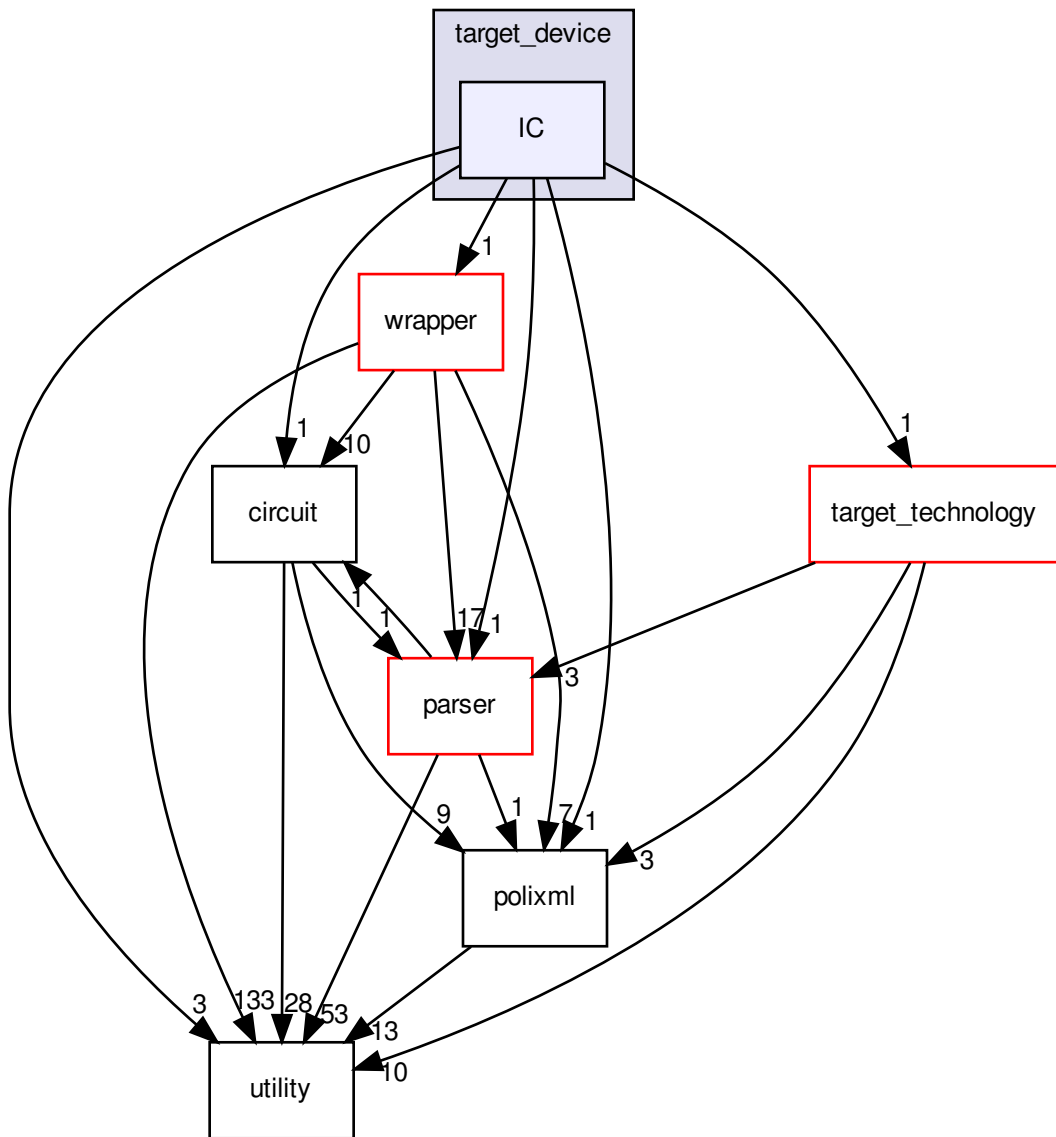 target_device
IC
1
wrapper
1
1
10
circuit
target_technology
1
1
17
1
parser
3
9
1
7
1
3
polixml
3
133
28
53
13
10
utility